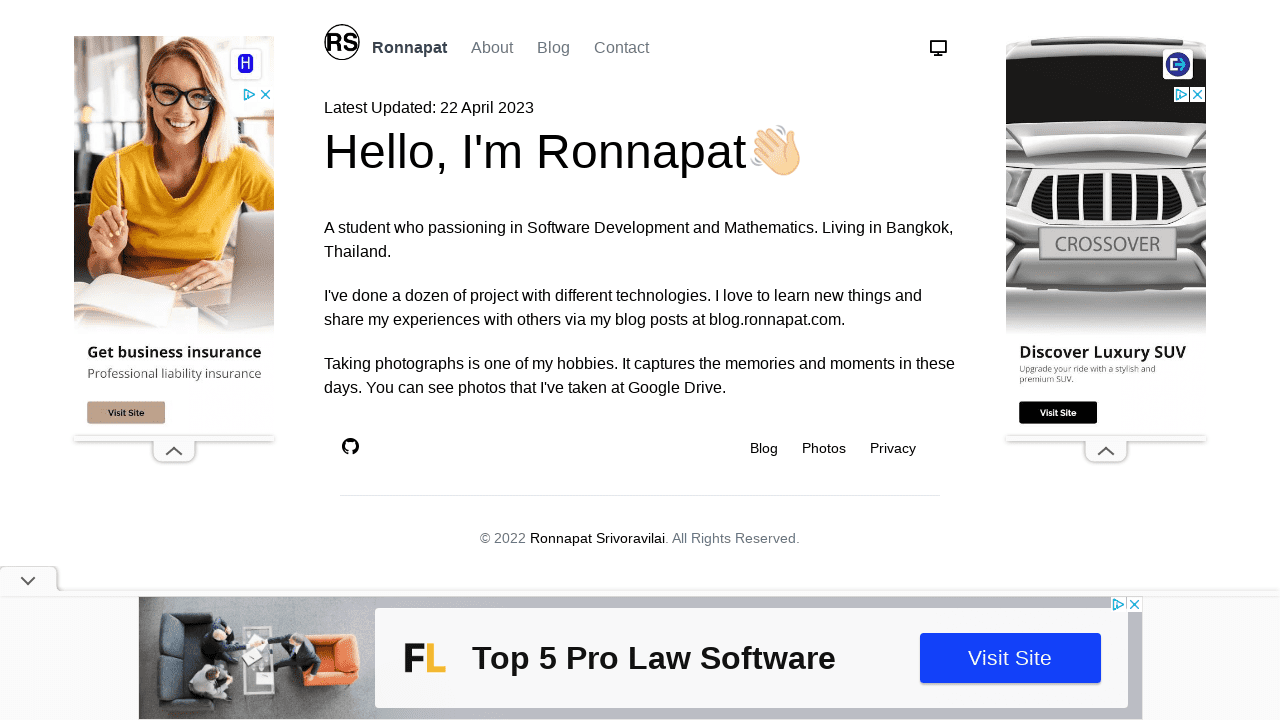 RS Ronnapat About Blog Contact
Latest Updated: 22 April 2023
Hello, I'm Ronnapat👋🏼
A student who passioning in Software Development and Mathematics. Living in Bangkok,
Thailand.
I've done a dozen of project with different technologies. I love to learn new things and
share my experiences with others via my blog posts at blog.ronnapat.com.
Taking photographs is one of my hobbies. It captures the memories and moments in these
days. You can see photos that I've taken at Google Drive.
Blog Photos Privacy
© 2022 Ronnapat Srivoravilai. All Rights Reserved.
H
Get business insurance
Professional liability insurance
Visit Site
CROSSOVER
Discover Luxury SUV
Upgrade your ride with a stylish and
premium SUV.
Visit Site
FL Top 5 Pro Law Software Visit Site